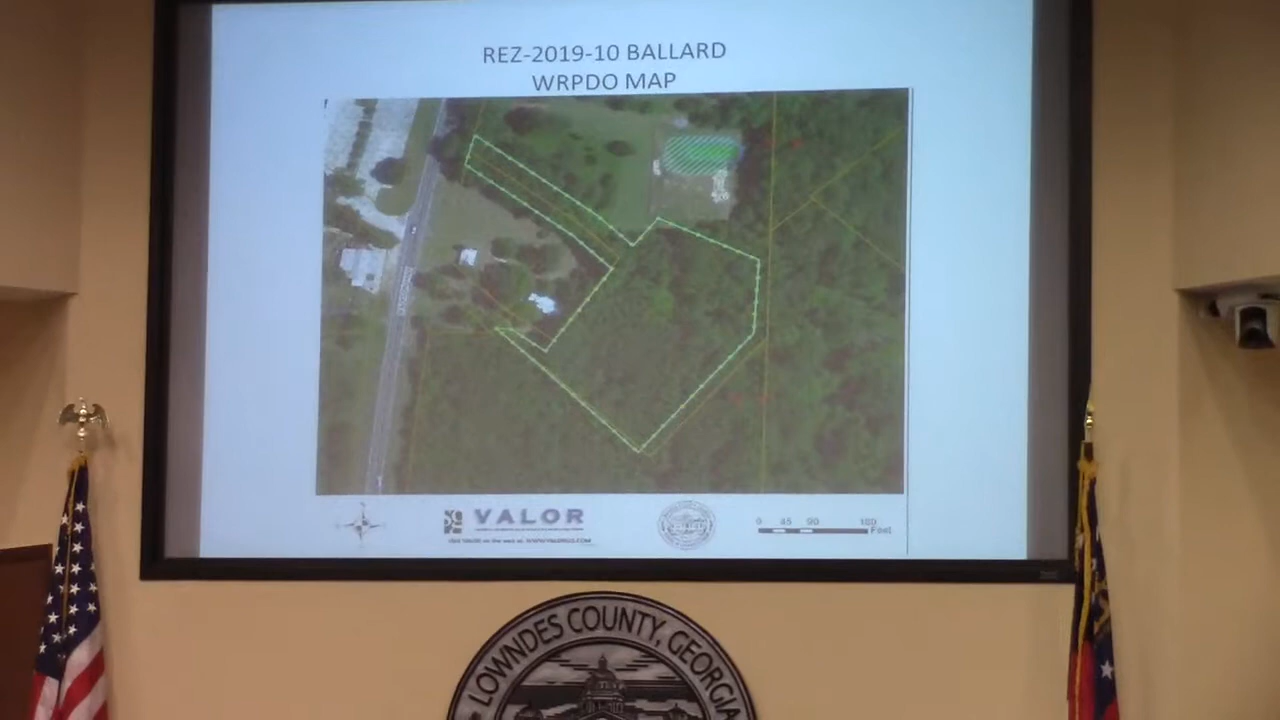 REZ-2019-10 BALLARD
WRPDO MAP
VALOR
0 45 90 180
Feet
LOWNDES COUNTY, GEORGIA